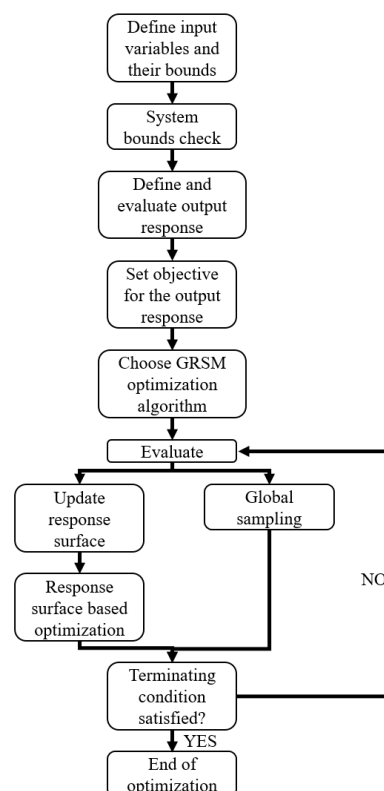 Define input
variables and
their bounds
System
bounds check
Define and
evaluate output
response
Set objective
for the output
response
Choose GRSM
optimization
algorithm
Evaluate
Update
response
surface
Global
sampling
Response
surface based
optimization
NO
Terminating
condition
satisfied?
YES
End of
optimization